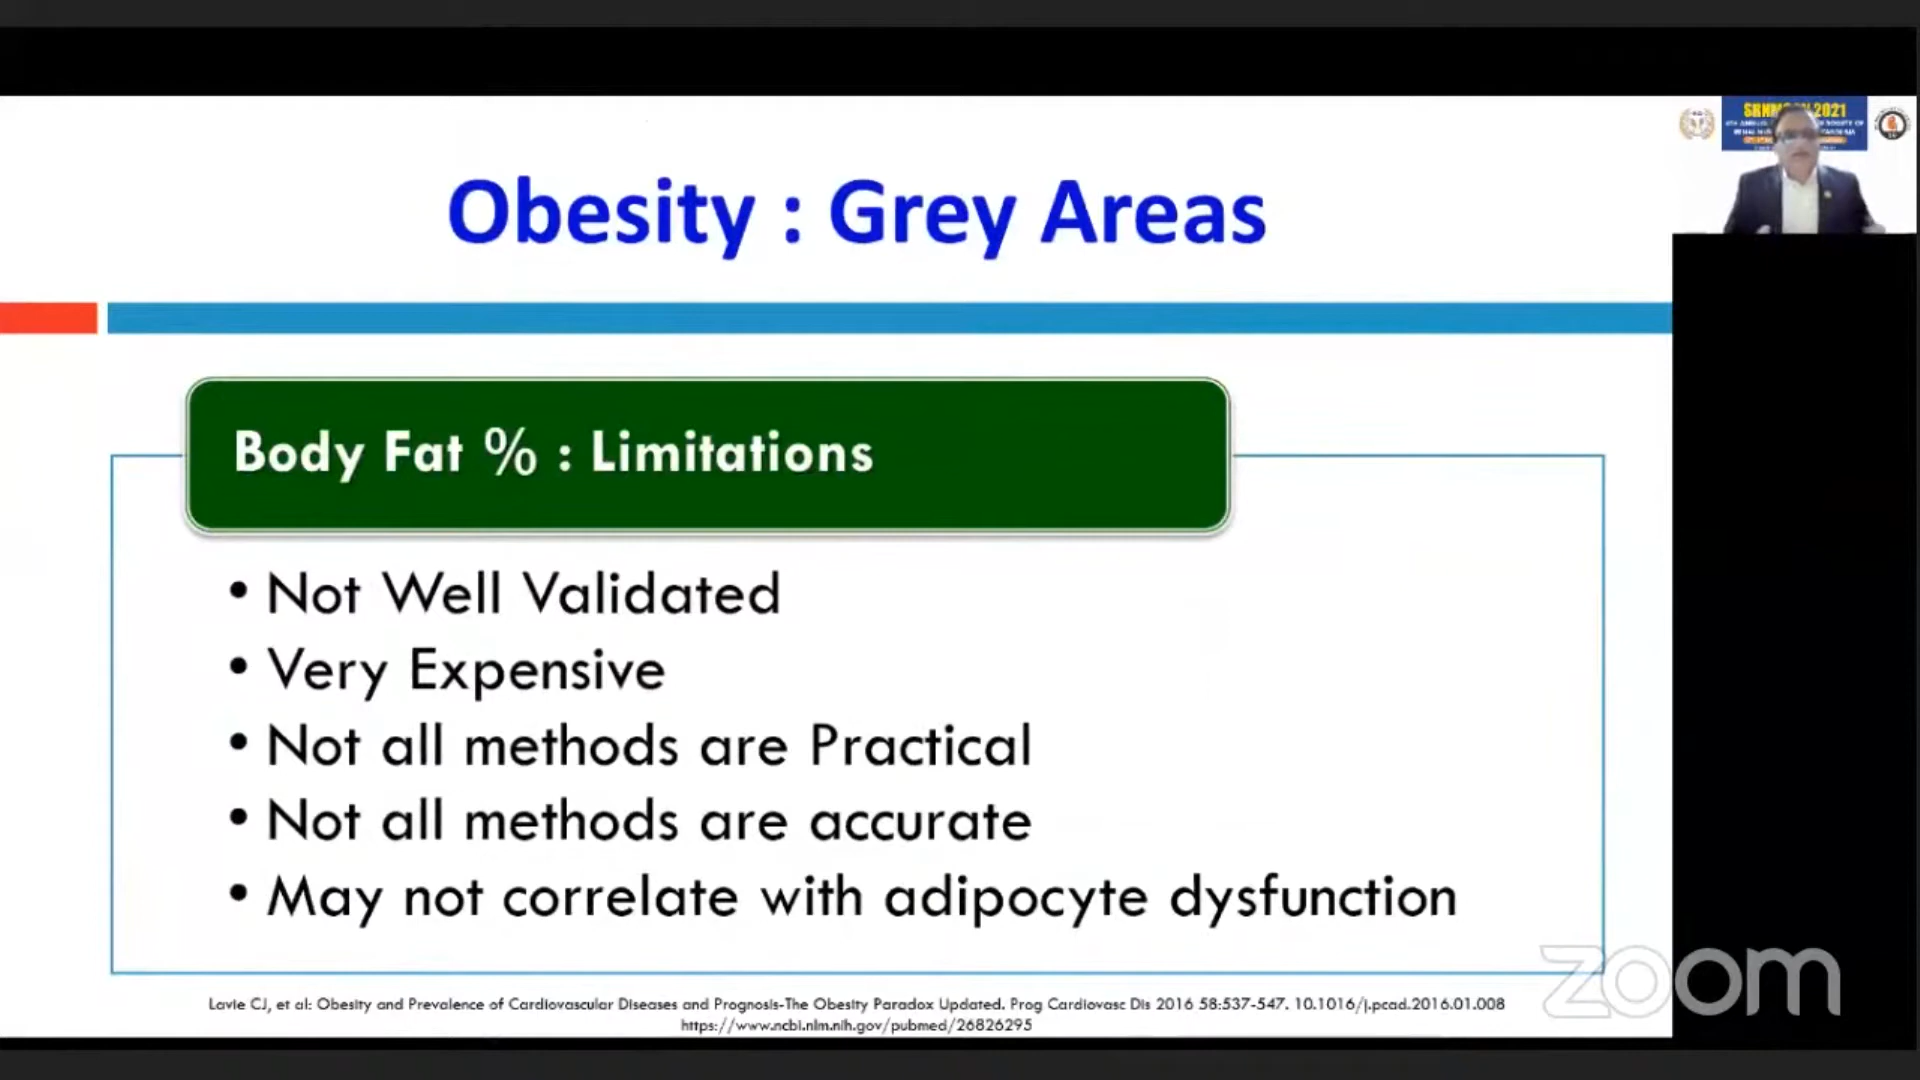 Obesity : Grey Areas
Body Fat % : Limitations
• Not Well Validated
• Very Expensive
• Not all methods are Practical
• Not all methods are accurate
• May not correlate with adipocyte dysfunction
Lavie CJ, et al: Obesity and Prevalence of Cardiovascular Diseases and Prognosis-The Obesity Paradox Updated. Prog Cardiovasc Dis 2016 58:537-547. 10.1016/j.pcad.2016.01.008
https://www.ncbi.nlm.nih.gov/pubmed/26826295
zoom
2021